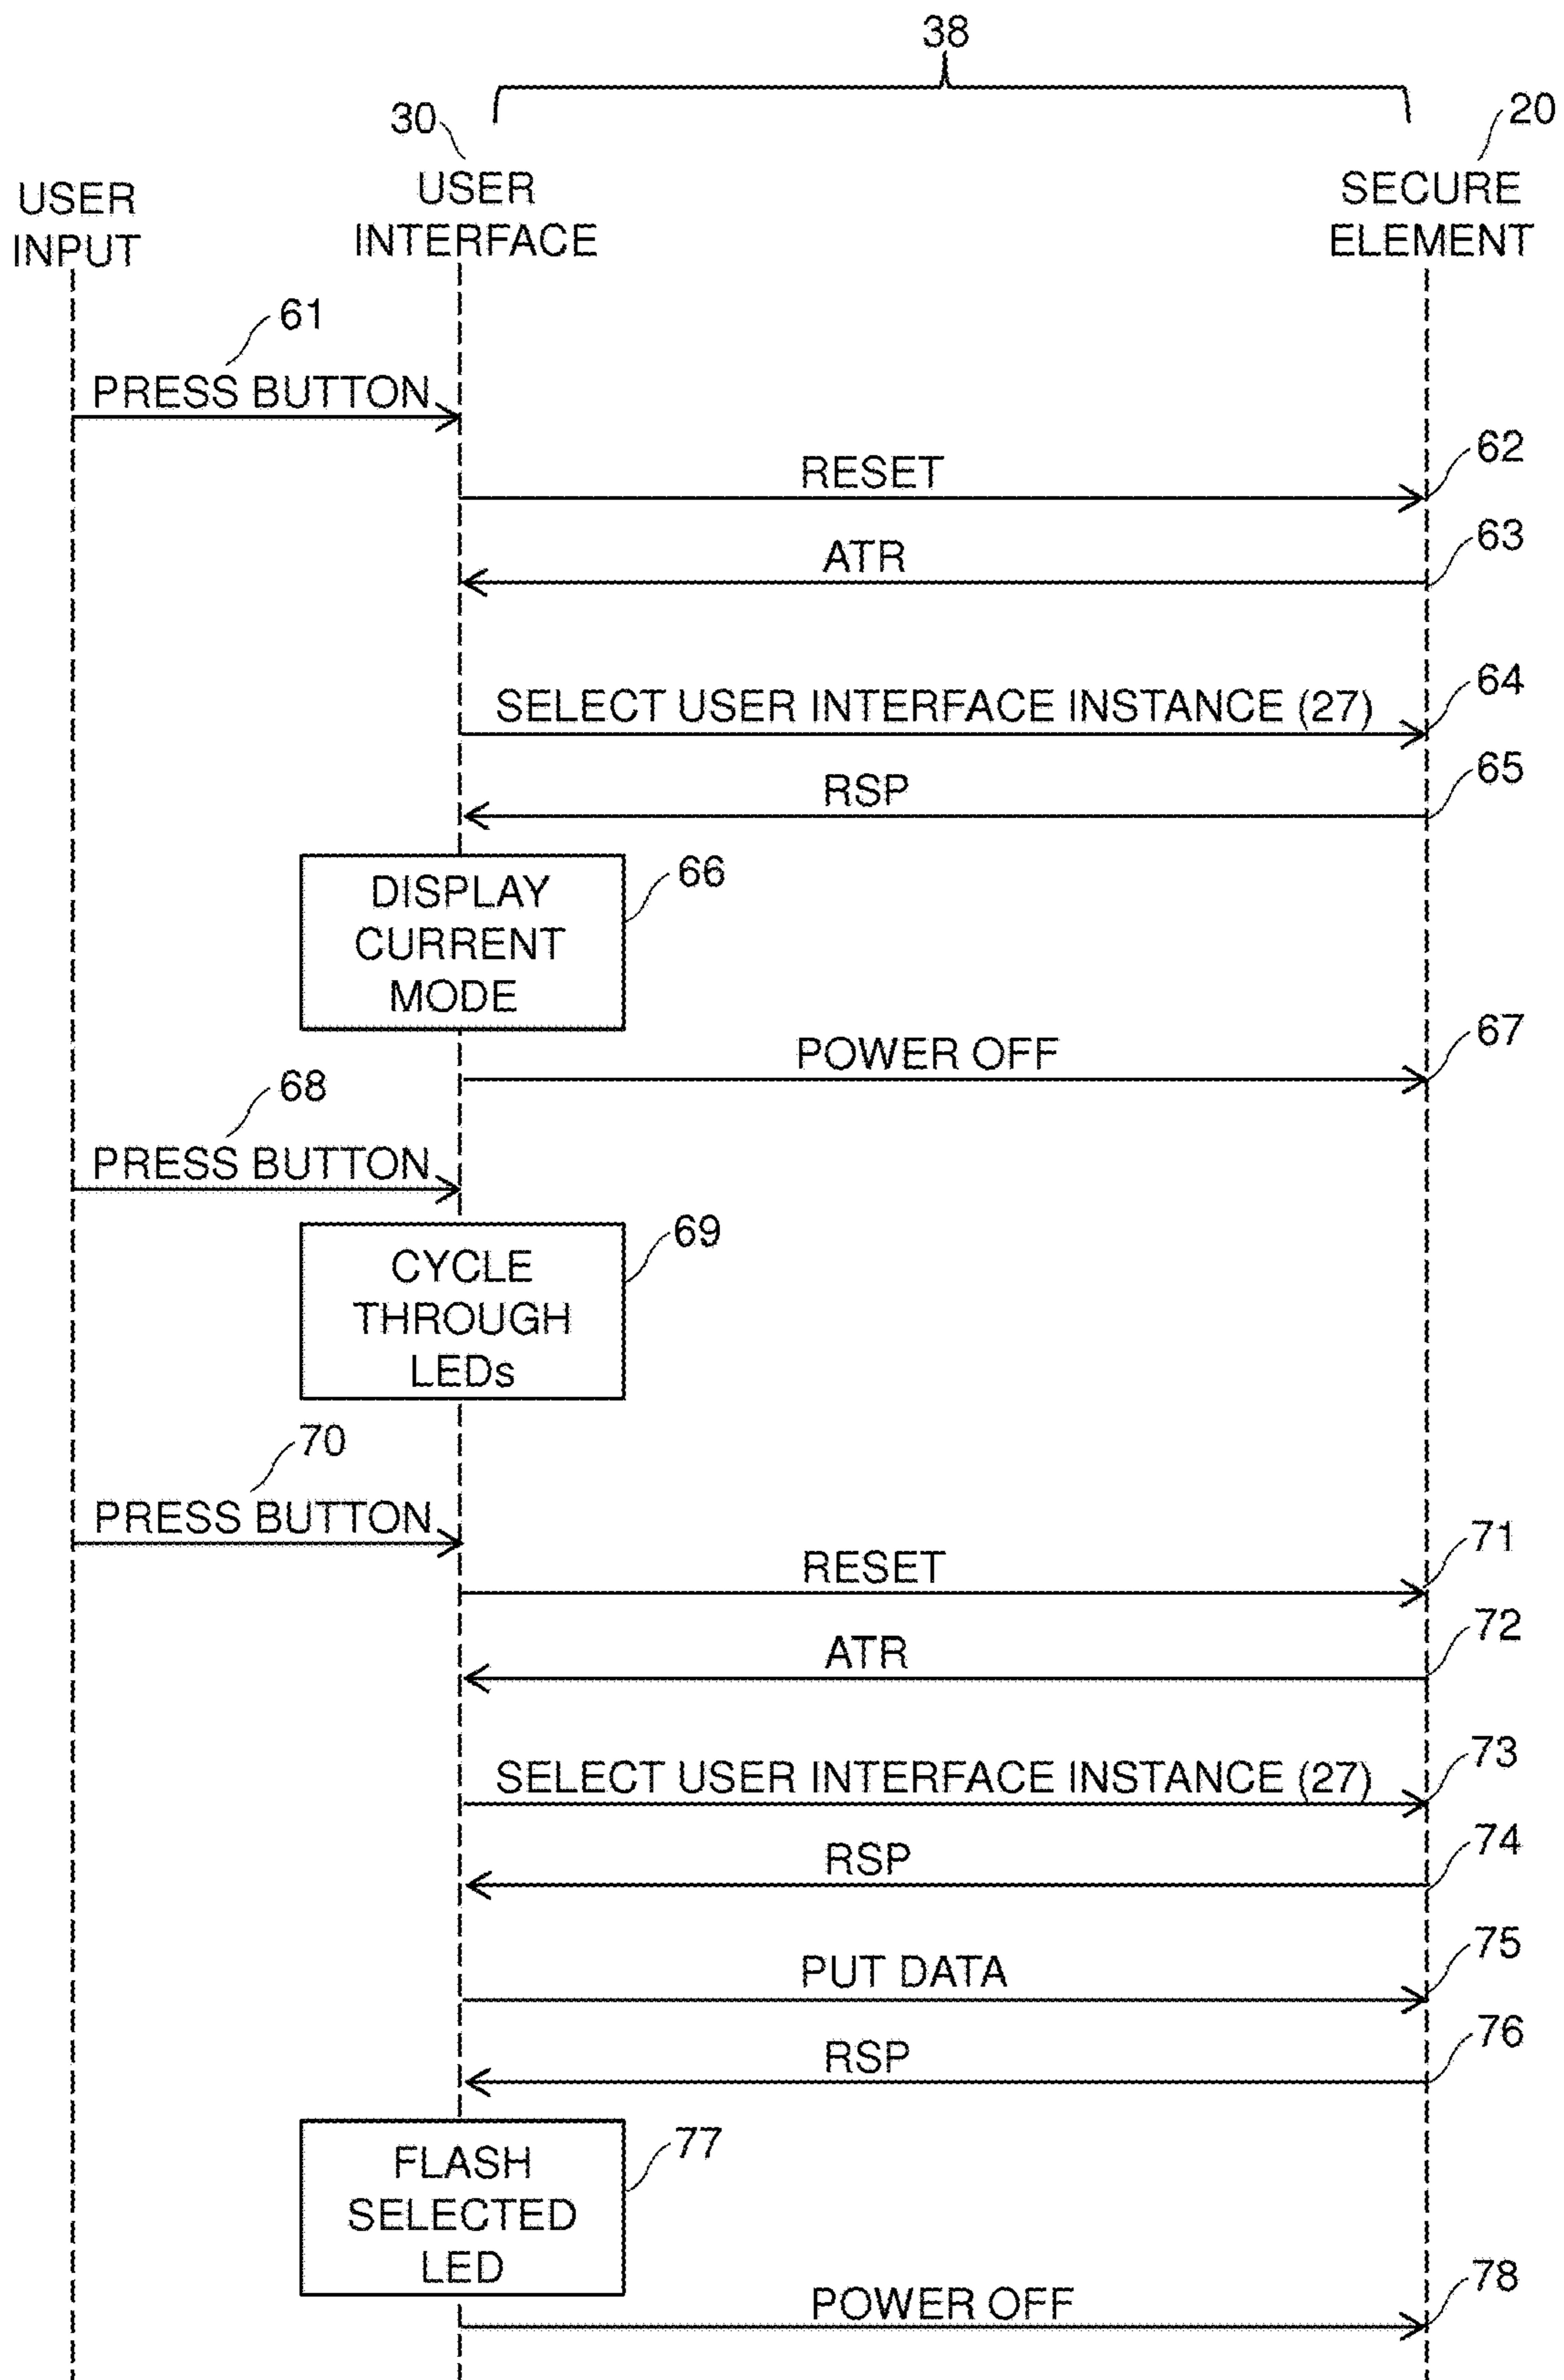 38
30
20
USER
INPUT
USER
INTERFACE
SECURE
ELEMENT
61
PRESS BUTTON
62
RESET
63
ATR
64
SELECT USER INTERFACE INSTANCE (27)
65
RSP
DISPLAY
CURRENT
MODE
66
67
POWER OFF
68
PRESS BUTTON
CYCLE
THROUGH
LEDs
69
70
PRESS BUTTON
71
RESET
72
ATR
73
SELECT USER INTERFACE INSTANCE (27)
74
RSP
75
PUT DATA
76
RSP
FLASH
SELECTED
LED
77
78
POWER OFF